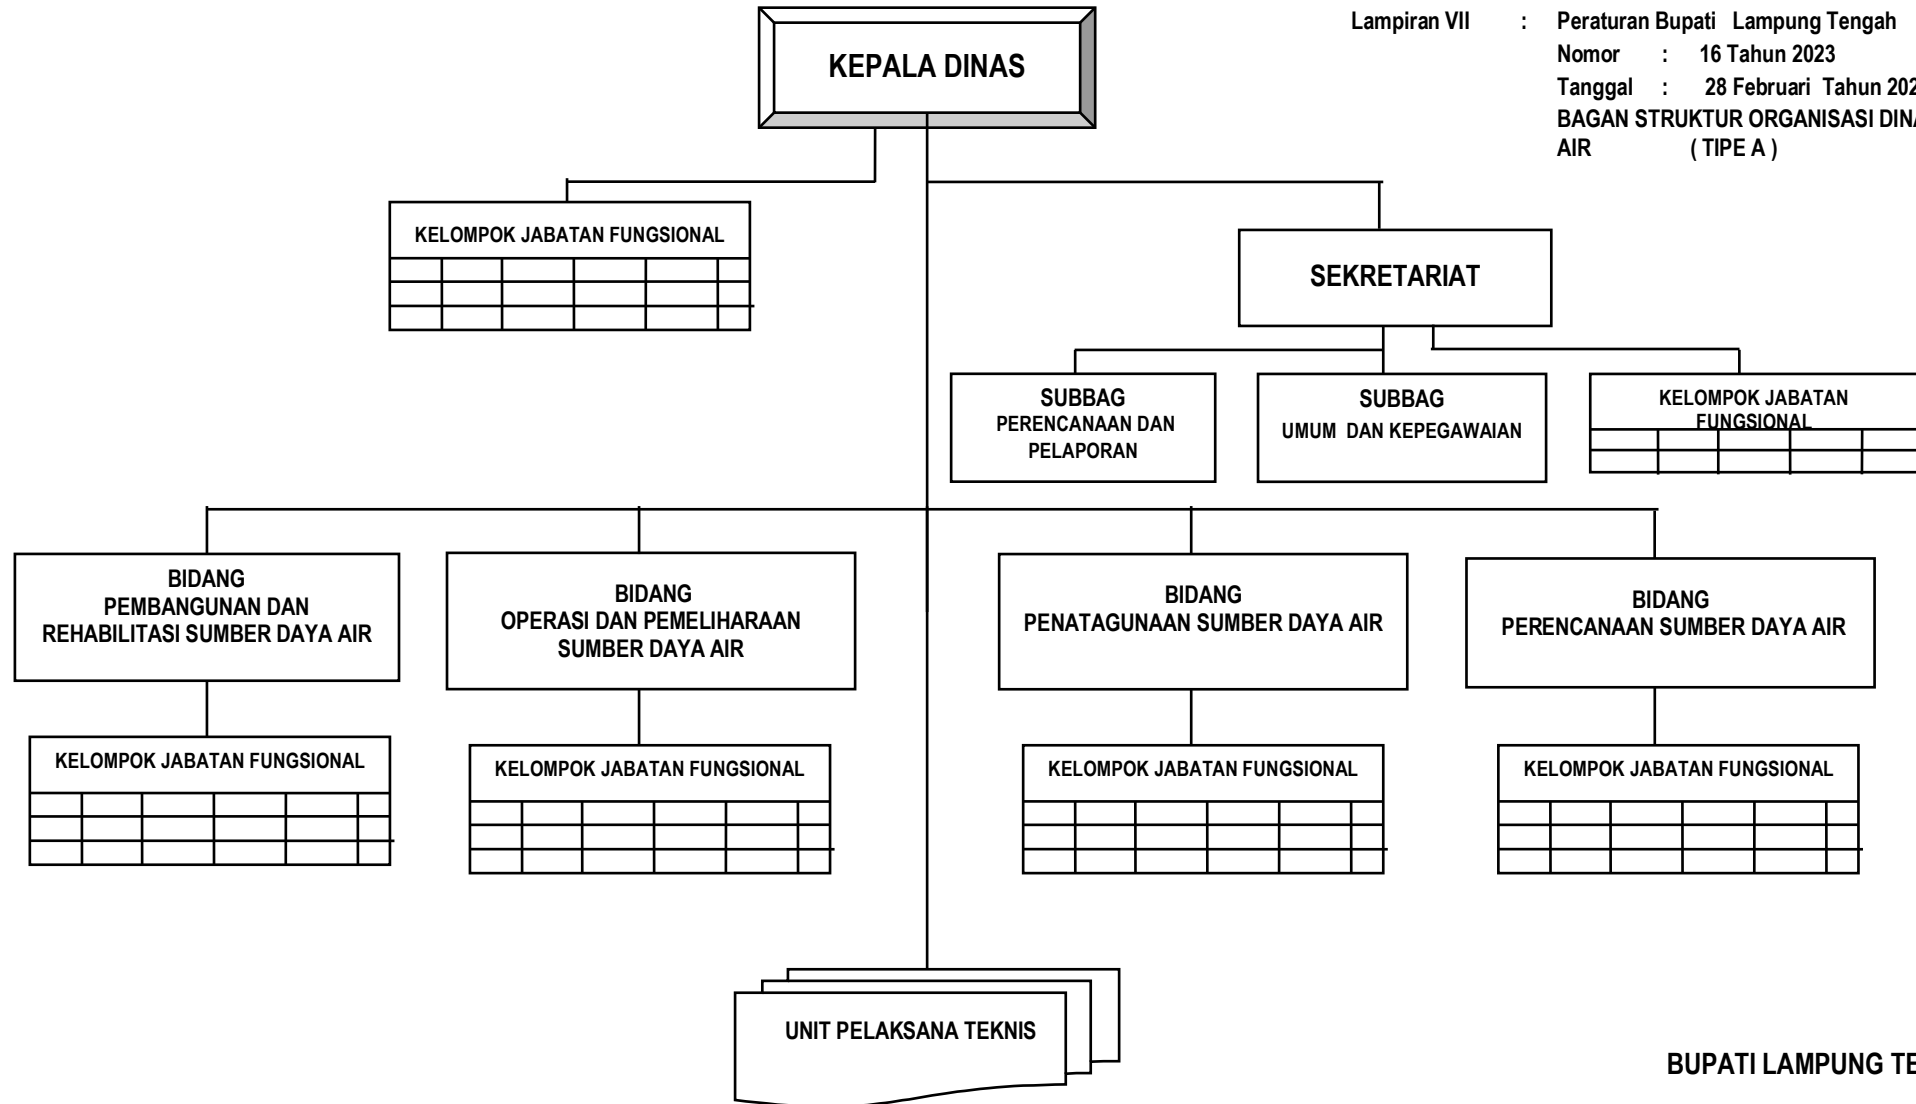 Lampiran VII : Peraturan Bupati Lampung Tengah
Nomor : 16 Tahun 2023
Tanggal : 28 Februari Tahun
BAGAN STRUKTUR ORGANISASI
AIR ( TIPE A )
KEPALA DINAS
KELOMPOK JABATAN FUNGSIONAL
SEKRETARIAT
SUBBAG
PERENCANAAN DAN
PELAPORAN
SUBBAG
UMUM DAN KEPEGAWAIAN
KELOMPOK JABATAN
FUNGSIONAL
BIDANG
PEMBANGUNAN DAN
REHABILITASI SUMBER DAYA AIR
BIDANG
OPERASI DAN PEMELIHARAAN
SUMBER DAYA AIR
BIDANG
PENATAGUNAAN SUMBER DAYA AIR
BIDANG
PERENCANAAN SUMBER DAYA AIR
KELOMPOK JABATAN FUNGSIONAL
KELOMPOK JABATAN FUNGSIONAL
KELOMPOK JABATAN FUNGSIONAL
KELOMPOK JABATAN FUNGSIONAL
UNIT PELAKSANA TEKNIS
BUPATI LAMPUNG